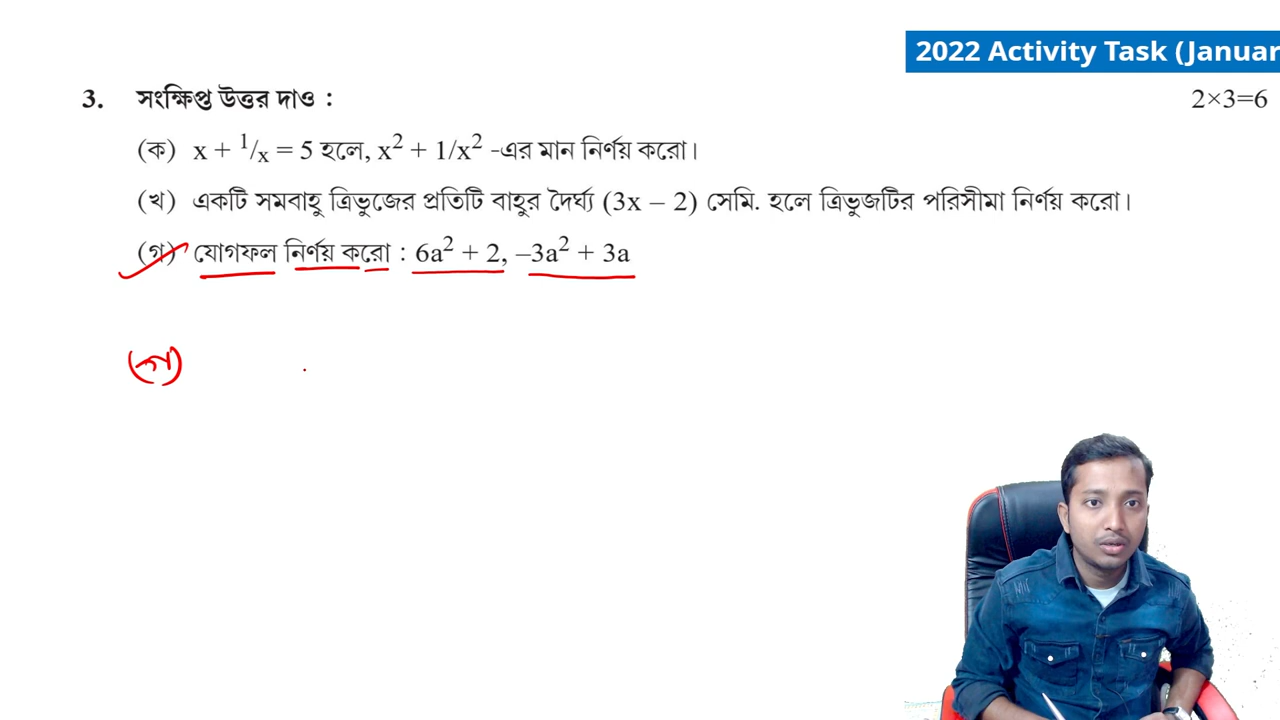 2022 Activity Task (Januar
3. সংক্ষিপ্ত উত্তর দাও : 2×3=6
(ক) x + 1/x = 5 হলে, x² + 1/x² -এর মান নির্ণয় করো।
(খ) একটি সমবাহু ত্রিভুজের প্রতিটি বাহুর দৈর্ঘ্য (3x – 2) সেমি. হলে ত্রিভুজটির পরিসীমা নির্ণয় করো।
(গ) যোগফল নির্ণয় করো : 6a² + 2, –3a² + 3a
(গ)